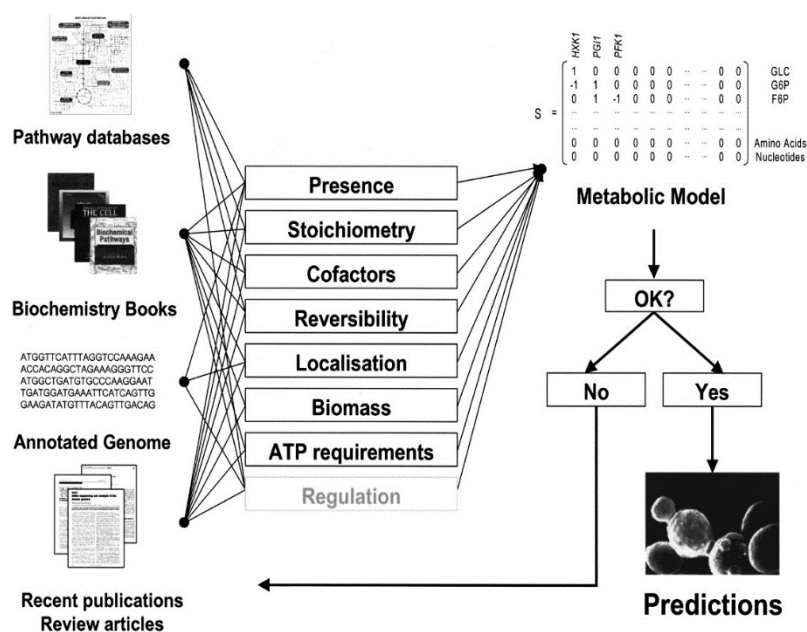 Pathway databases
THE CELL
Biochemical
Pathways
Biochemistry Books
ATGGTTCATTTAGGTCCAAAGAA
ACCACAGGCTAGAAAGGGTTCC
ATGGCTGATGTGCCCAAGGAAT
TGATGGATGAAATTCATCAGTTG
GAAGATATGTTTACAGTTGACAG
Annotated Genome
Recent publications
Review articles
Presence
Stoichiometry
Cofactors
Reversibility
Localisation
Biomass
ATP requirements
Regulation
HXK1 PGI1 PFK1
1 0 0 0 0 0 ·· ·· 0 0 GLC
-1 1 0 0 0 0 ·· ·· 0 0 G6P
0 1 -1 0 0 0 ·· ·· 0 0 F6P
S = ·· ·· ·· ·· ·· ·· ·· ·· ·· ··
·· ·· ·· ·· ·· ·· ·· ·· ·· ··
0 0 0 0 0 0 ·· ·· 0 0 Amino Acids
0 0 0 0 0 0 ·· ·· 0 0 Nucleotides
Metabolic Model
OK?
No
Yes
Predictions